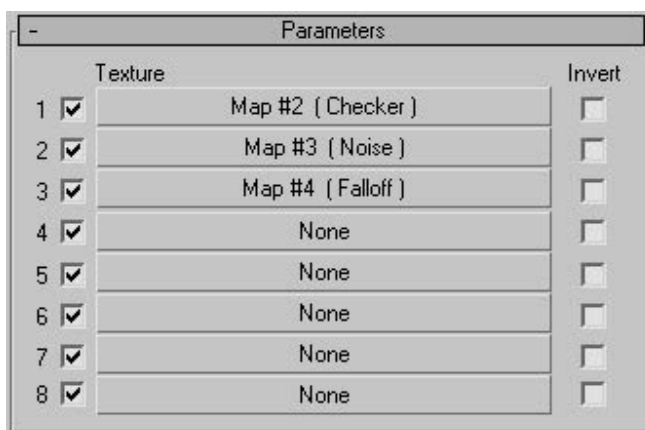 - Parameters
Texture Invert
1 Map #2 ( Checker )
2 Map #3 ( Noise )
3 Map #4 ( Falloff )
4 None
5 None
6 None
7 None
8 None